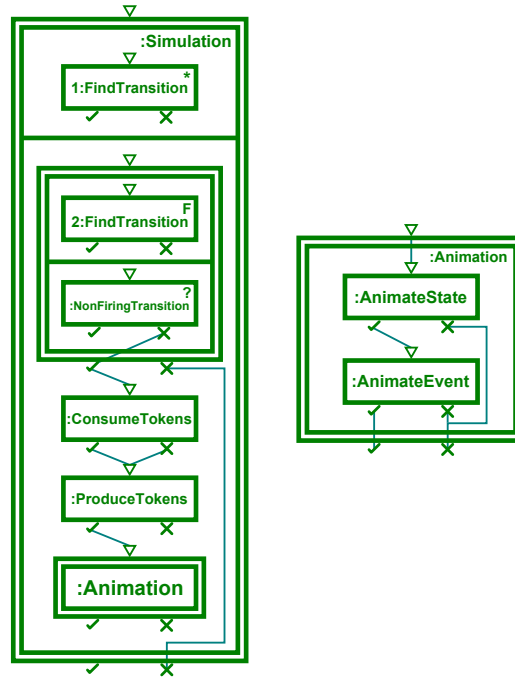 :Simulation
*
1:FindTransition
F
2:FindTransition
?
:NonFiringTransition
:ConsumeTokens
:ProduceTokens
:Animation
:Animation
:AnimateState
:AnimateEvent